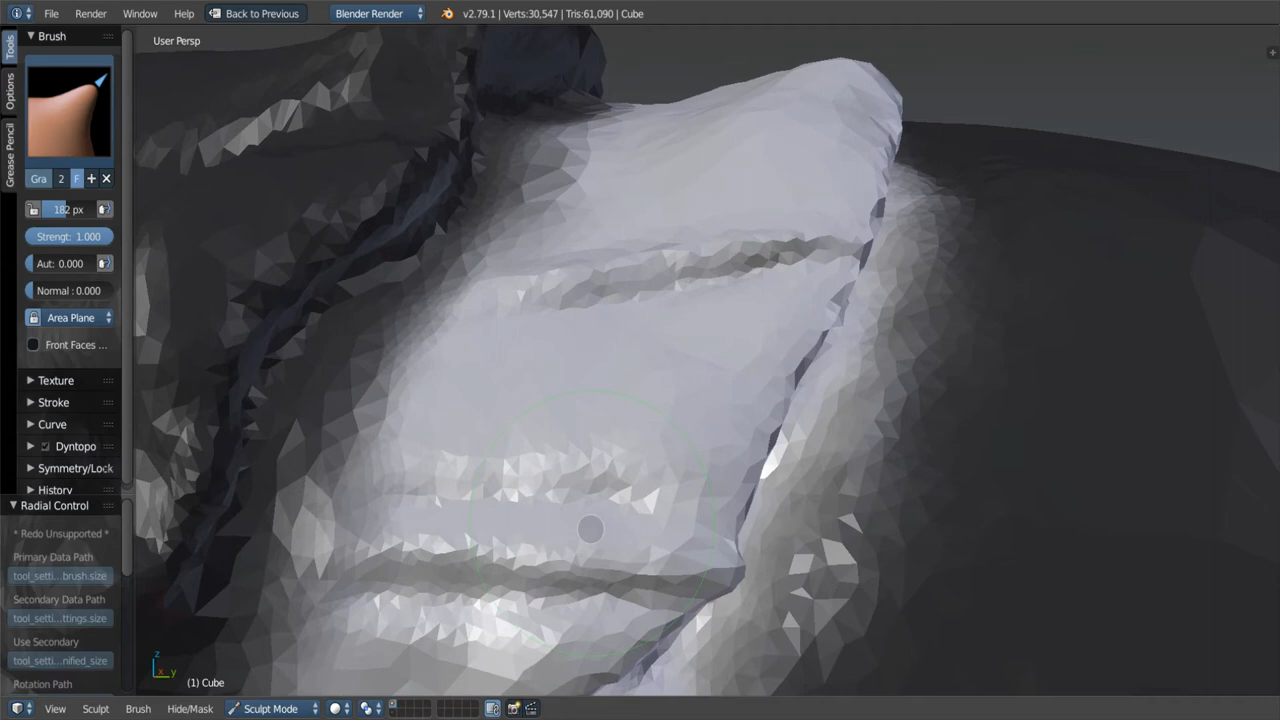 File Render Window Help Back to Previous Blender Render v2.79.1 | Verts:30,547 | Tris:61,090 | Cube
Tools
Options
Grease Pencil
Brush
Gra 2 F
182 px
Strengt: 1.000
Aut: 0.000
Normal : 0.000
Area Plane
Front Faces ...
Texture
Stroke
Curve
Dyntopo
Symmetry/Lock
History
Radial Control
* Redo Unsupported *
Primary Data Path
tool_setti...brush.size
Secondary Data Path
tool_setti...ttings.size
Use Secondary
tool_setti...nified_size
Rotation Path
User Persp
z
x y
(1) Cube
View Sculpt Brush Hide/Mask Sculpt Mode